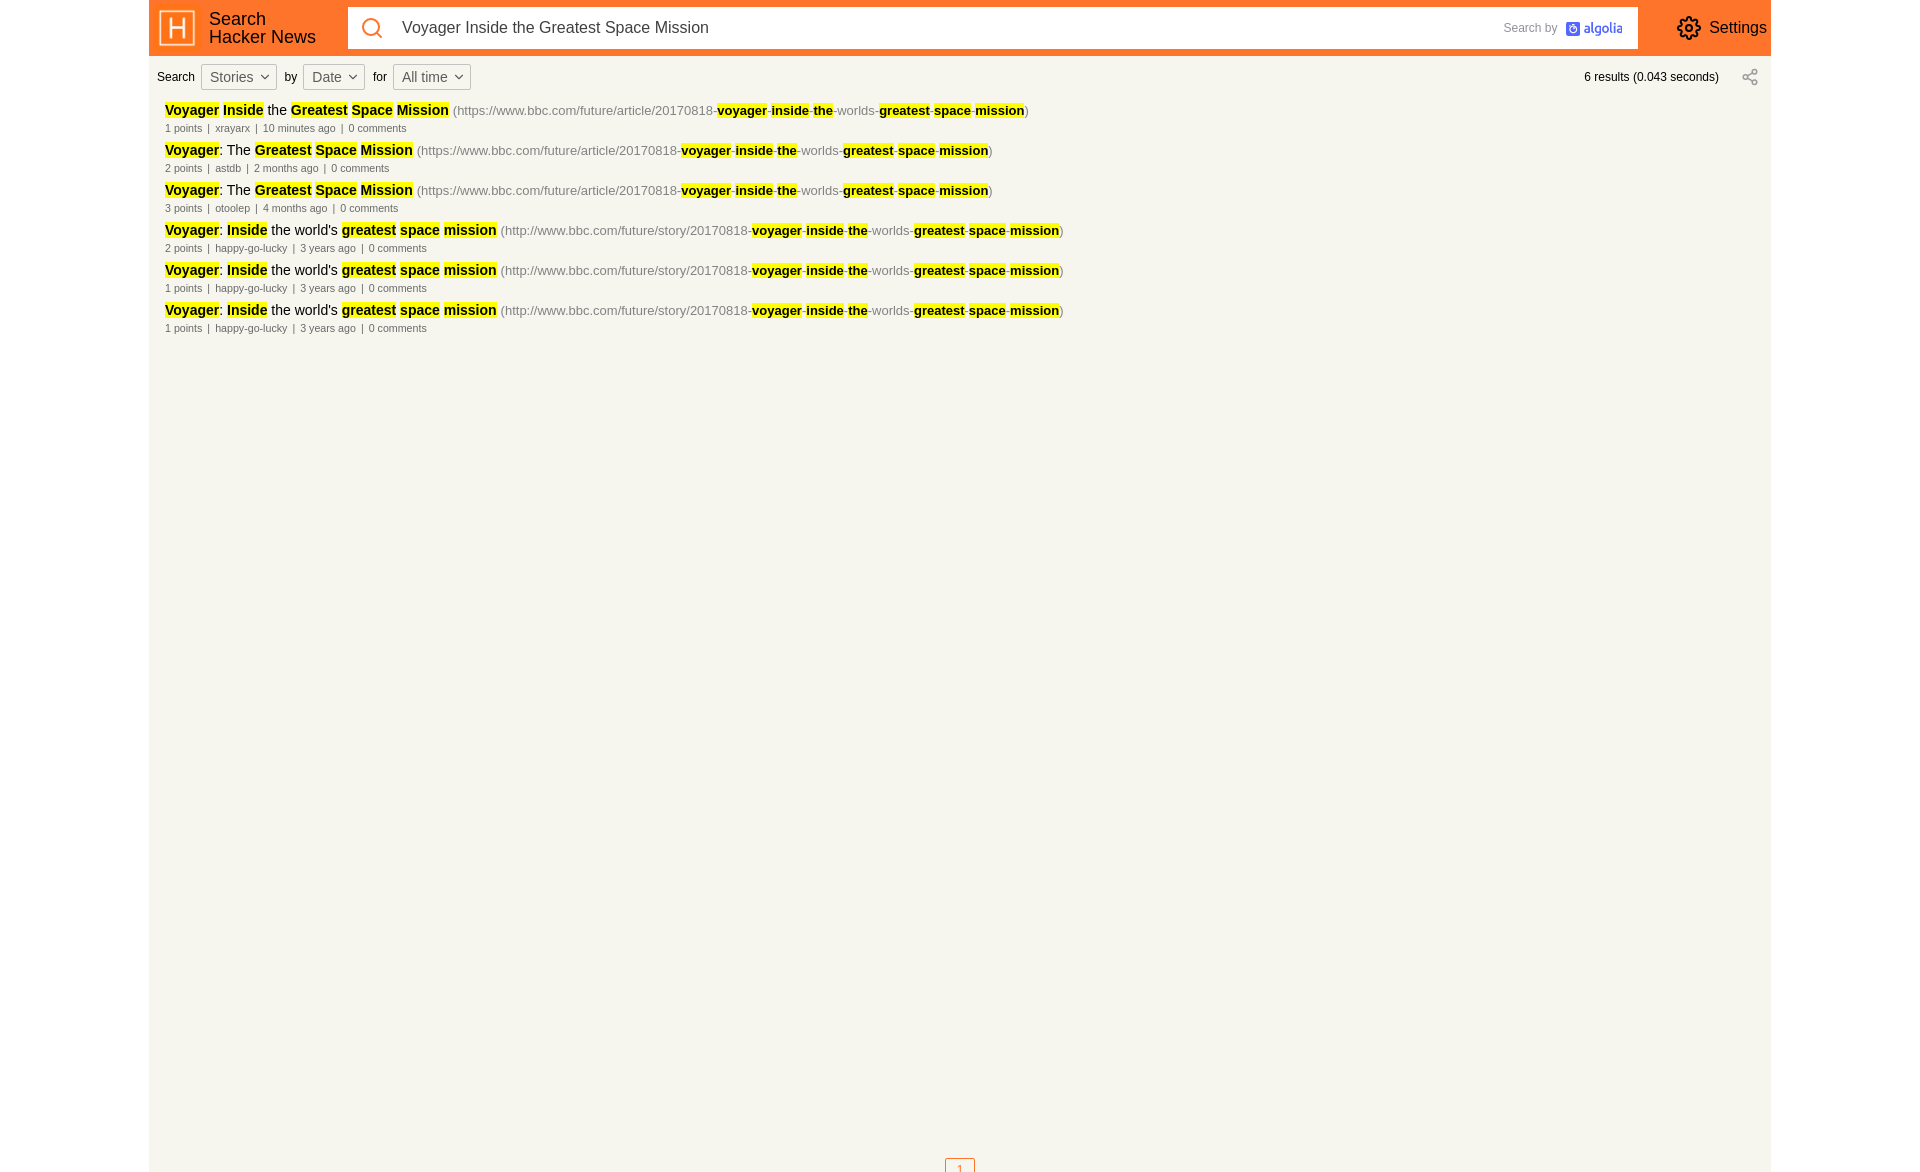 Search
Hacker News
Voyager Inside the Greatest Space Mission
Search by algolia
Settings
Search Stories by Date for All time
6 results (0.043 seconds)
Voyager Inside the Greatest Space Mission (https://www.bbc.com/future/article/20170818-voyager-inside-the-worlds-greatest-space-mission)
1 points | xrayarx | 10 minutes ago | 0 comments
Voyager: The Greatest Space Mission (https://www.bbc.com/future/article/20170818-voyager-inside-the-worlds-greatest-space-mission)
2 points | astdb | 2 months ago | 0 comments
Voyager: The Greatest Space Mission (https://www.bbc.com/future/article/20170818-voyager-inside-the-worlds-greatest-space-mission)
3 points | otoolep | 4 months ago | 0 comments
Voyager: Inside the world's greatest space mission (http://www.bbc.com/future/story/20170818-voyager-inside-the-worlds-greatest-space-mission)
2 points | happy-go-lucky | 3 years ago | 0 comments
Voyager: Inside the world's greatest space mission (http://www.bbc.com/future/story/20170818-voyager-inside-the-worlds-greatest-space-mission)
1 points | happy-go-lucky | 3 years ago | 0 comments
Voyager: Inside the world's greatest space mission (http://www.bbc.com/future/story/20170818-voyager-inside-the-worlds-greatest-space-mission)
1 points | happy-go-lucky | 3 years ago | 0 comments
1